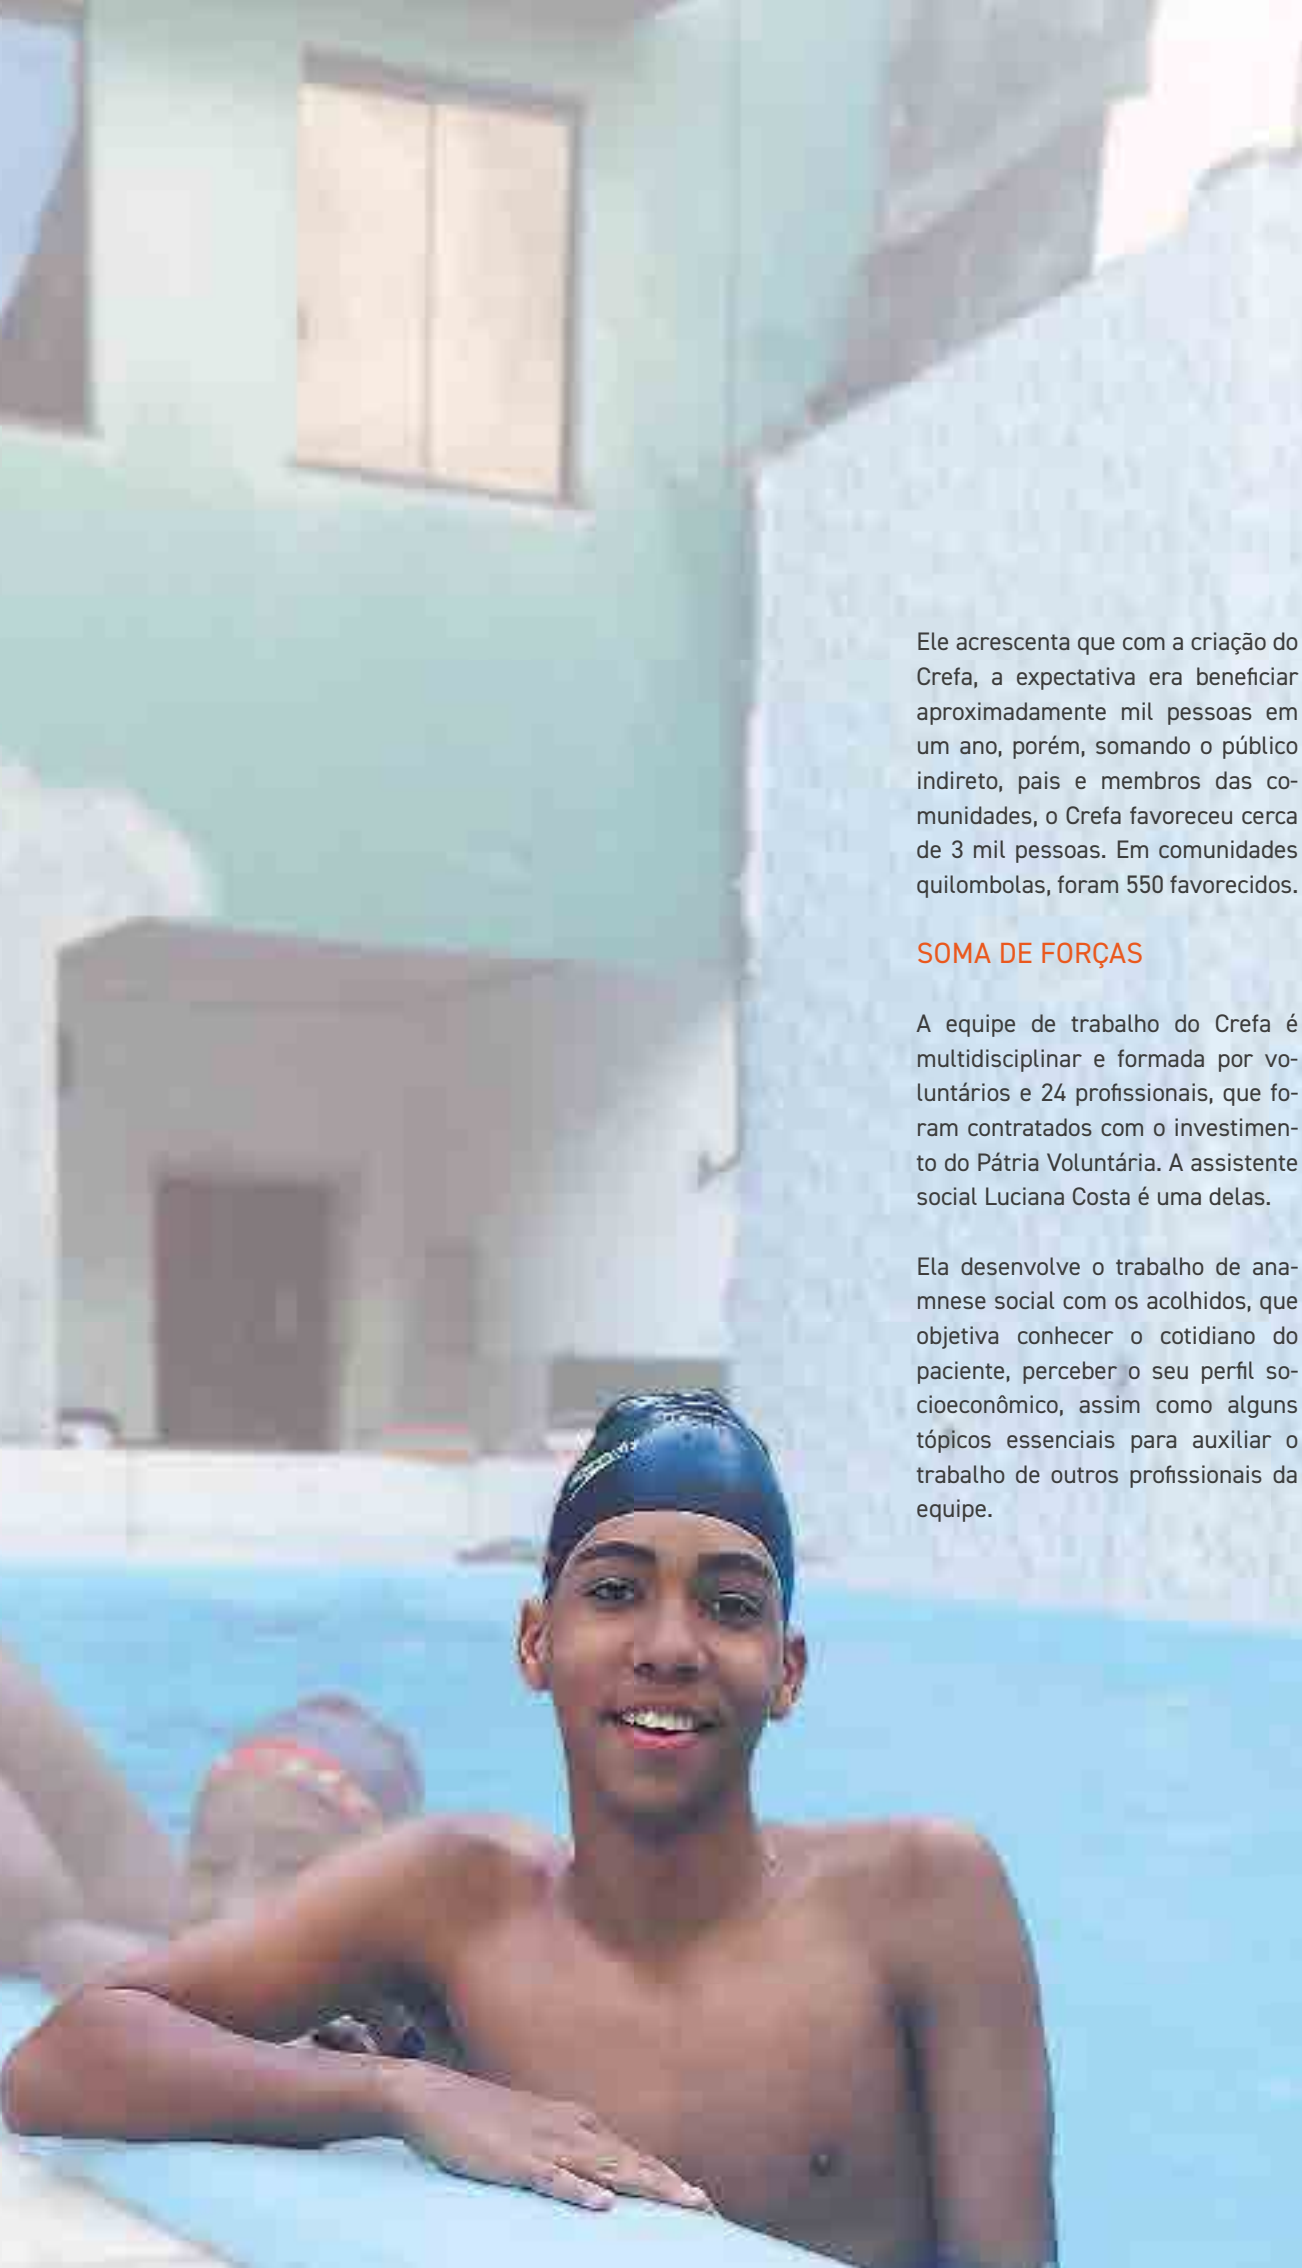 Ele acrescenta que com a criação do
Crefa, a expectativa era beneficiar
aproximadamente mil pessoas em
um ano, porém, somando o público
indireto, pais e membros das co-
munidades, o Crefa favoreceu cerca
de 3 mil pessoas. Em comunidades
quilombolas, foram 550 favorecidos.
SOMA DE FORÇAS
A equipe de trabalho do Crefa é
multidisciplinar e formada por vo-
luntários e 24 profissionais, que fo-
ram contratados com o investimen-
to do Pátria Voluntária. A assistente
social Luciana Costa é uma delas.
Ela desenvolve o trabalho de ana-
mnese social com os acolhidos, que
objetiva conhecer o cotidiano do
paciente, perceber o seu perfil so-
cioeconômico, assim como alguns
tópicos essenciais para auxiliar o
trabalho de outros profissionais da
equipe.